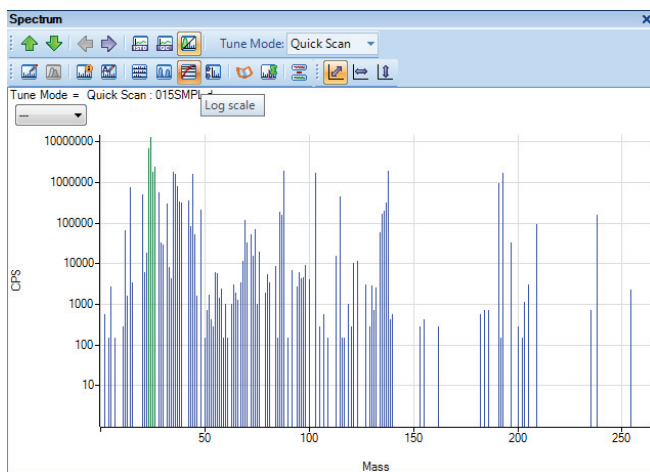 Spectrum
Tune Mode: Quick Scan
Tune Mode = Quick Scan : 015SMPL.d
Log scale
---
10000000
1000000
100000
10000
1000
100
10
CPS
50
100
150
200
250
Mass